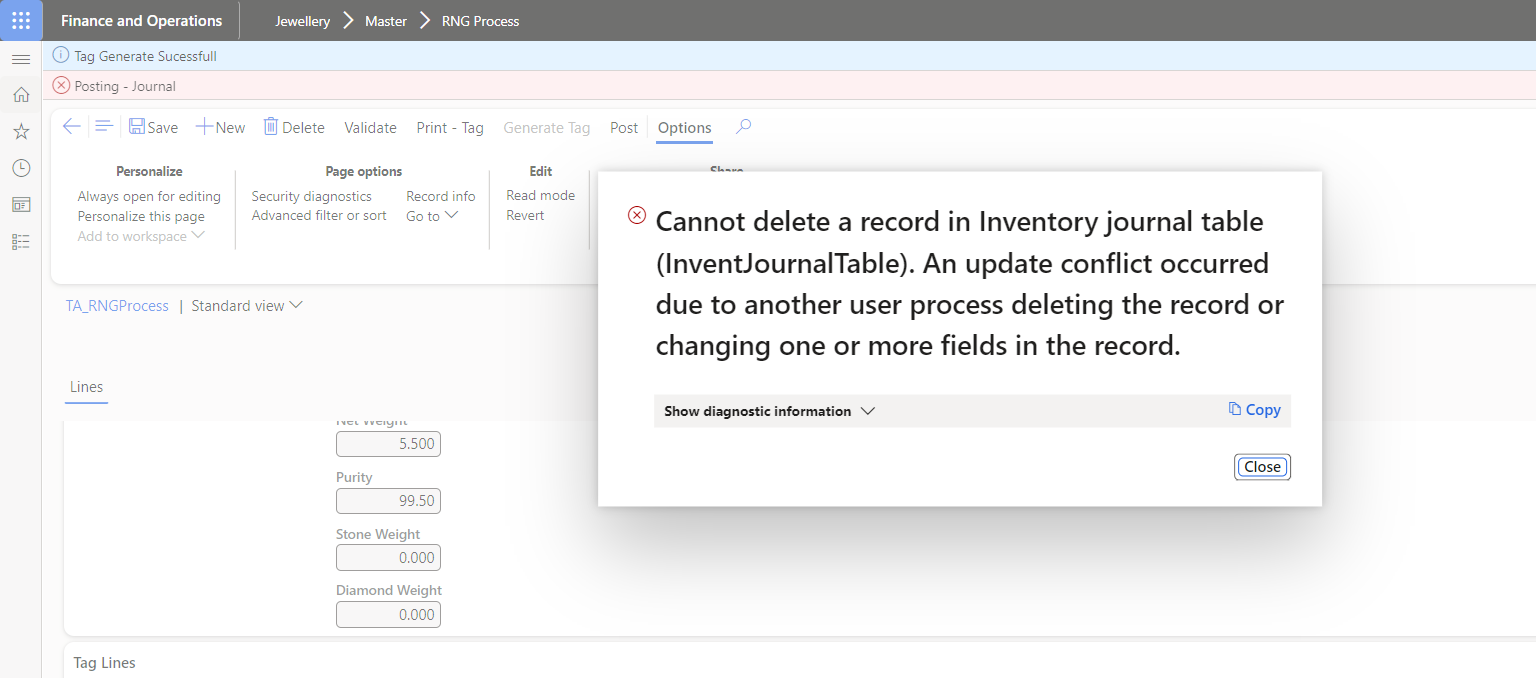 Finance and Operations
Jewellery
Master
RNG Process
Tag Generate Sucessfull
Posting - Journal
Save
New
Delete
Validate
Print - Tag
Generate Tag
Post
Options
Personalize
Always open for editing
Personalize this page
Add to workspace
Page options
Security diagnostics
Record info
Advanced filter or sort
Go to
Edit
Read mode
Revert
Share
Cannot delete a record in Inventory journal table
(InventJournalTable). An update conflict occurred
due to another user process deleting the record or
changing one or more fields in the record.
Show diagnostic information
Copy
Close
TA_RNGProcess | Standard view
Lines
Net Weight
5.500
Purity
99.50
Stone Weight
0.000
Diamond Weight
0.000
Tag Lines